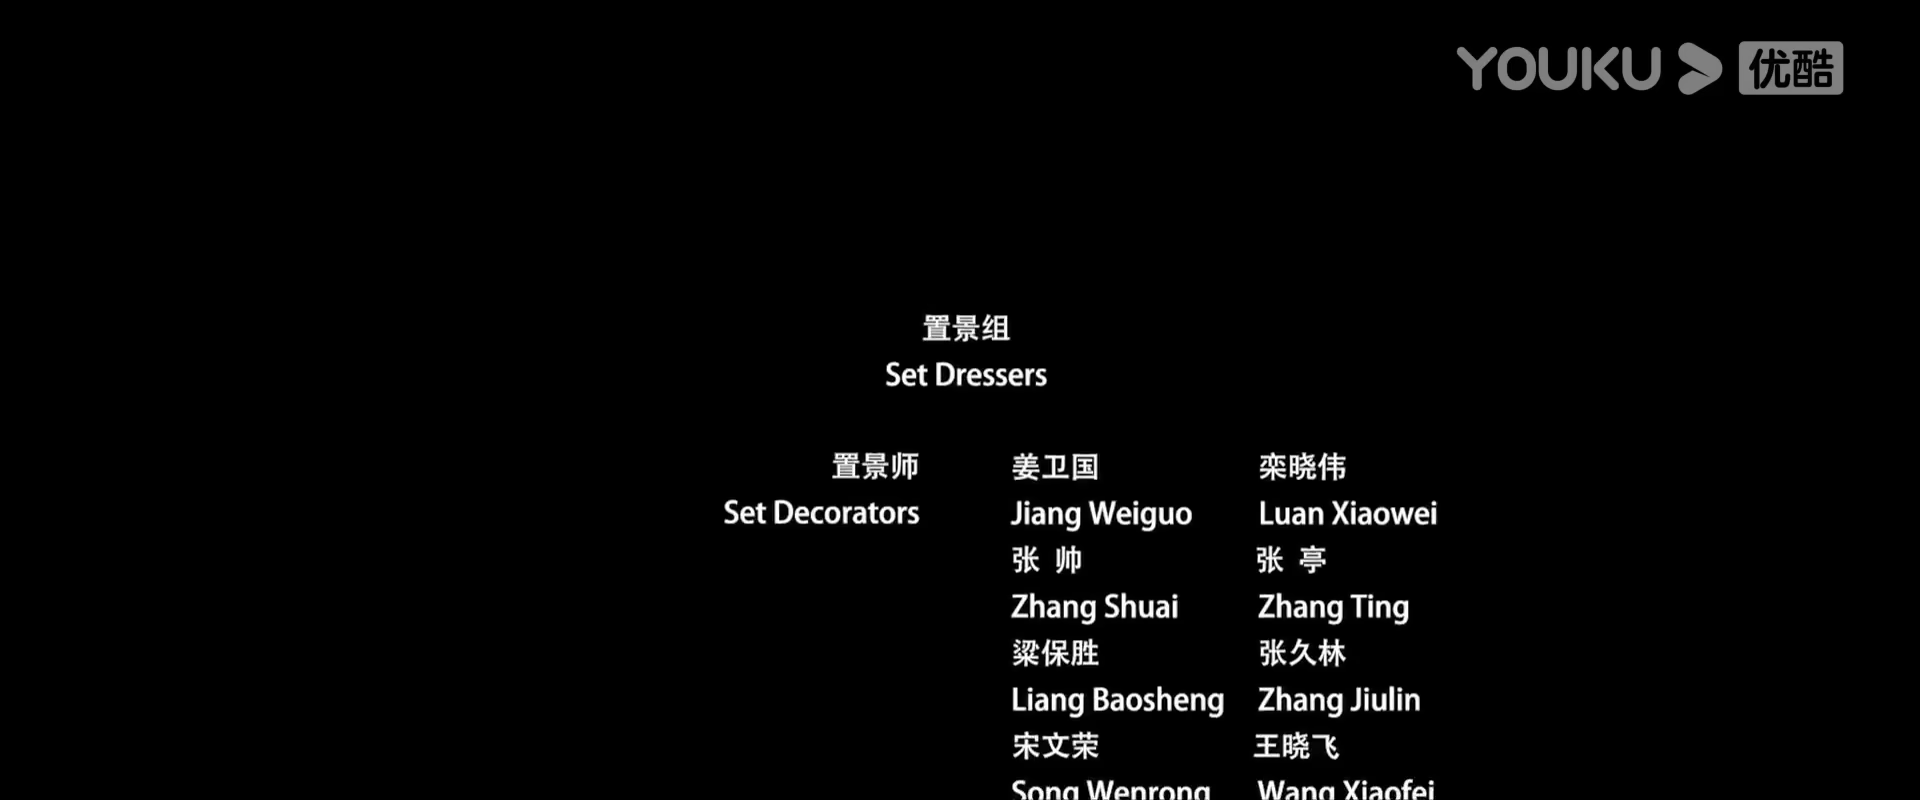 YOUKU 优酷
置景组
Set Dressers
置景师 姜卫国 栾晓伟
Set Decorators Jiang Weiguo Luan Xiaowei
张 帅 张 亭
Zhang Shuai Zhang Ting
梁保胜 张久林
Liang Baosheng Zhang Jiulin
宋文荣 王晓飞
Song Wenrong Wang Xiaofei